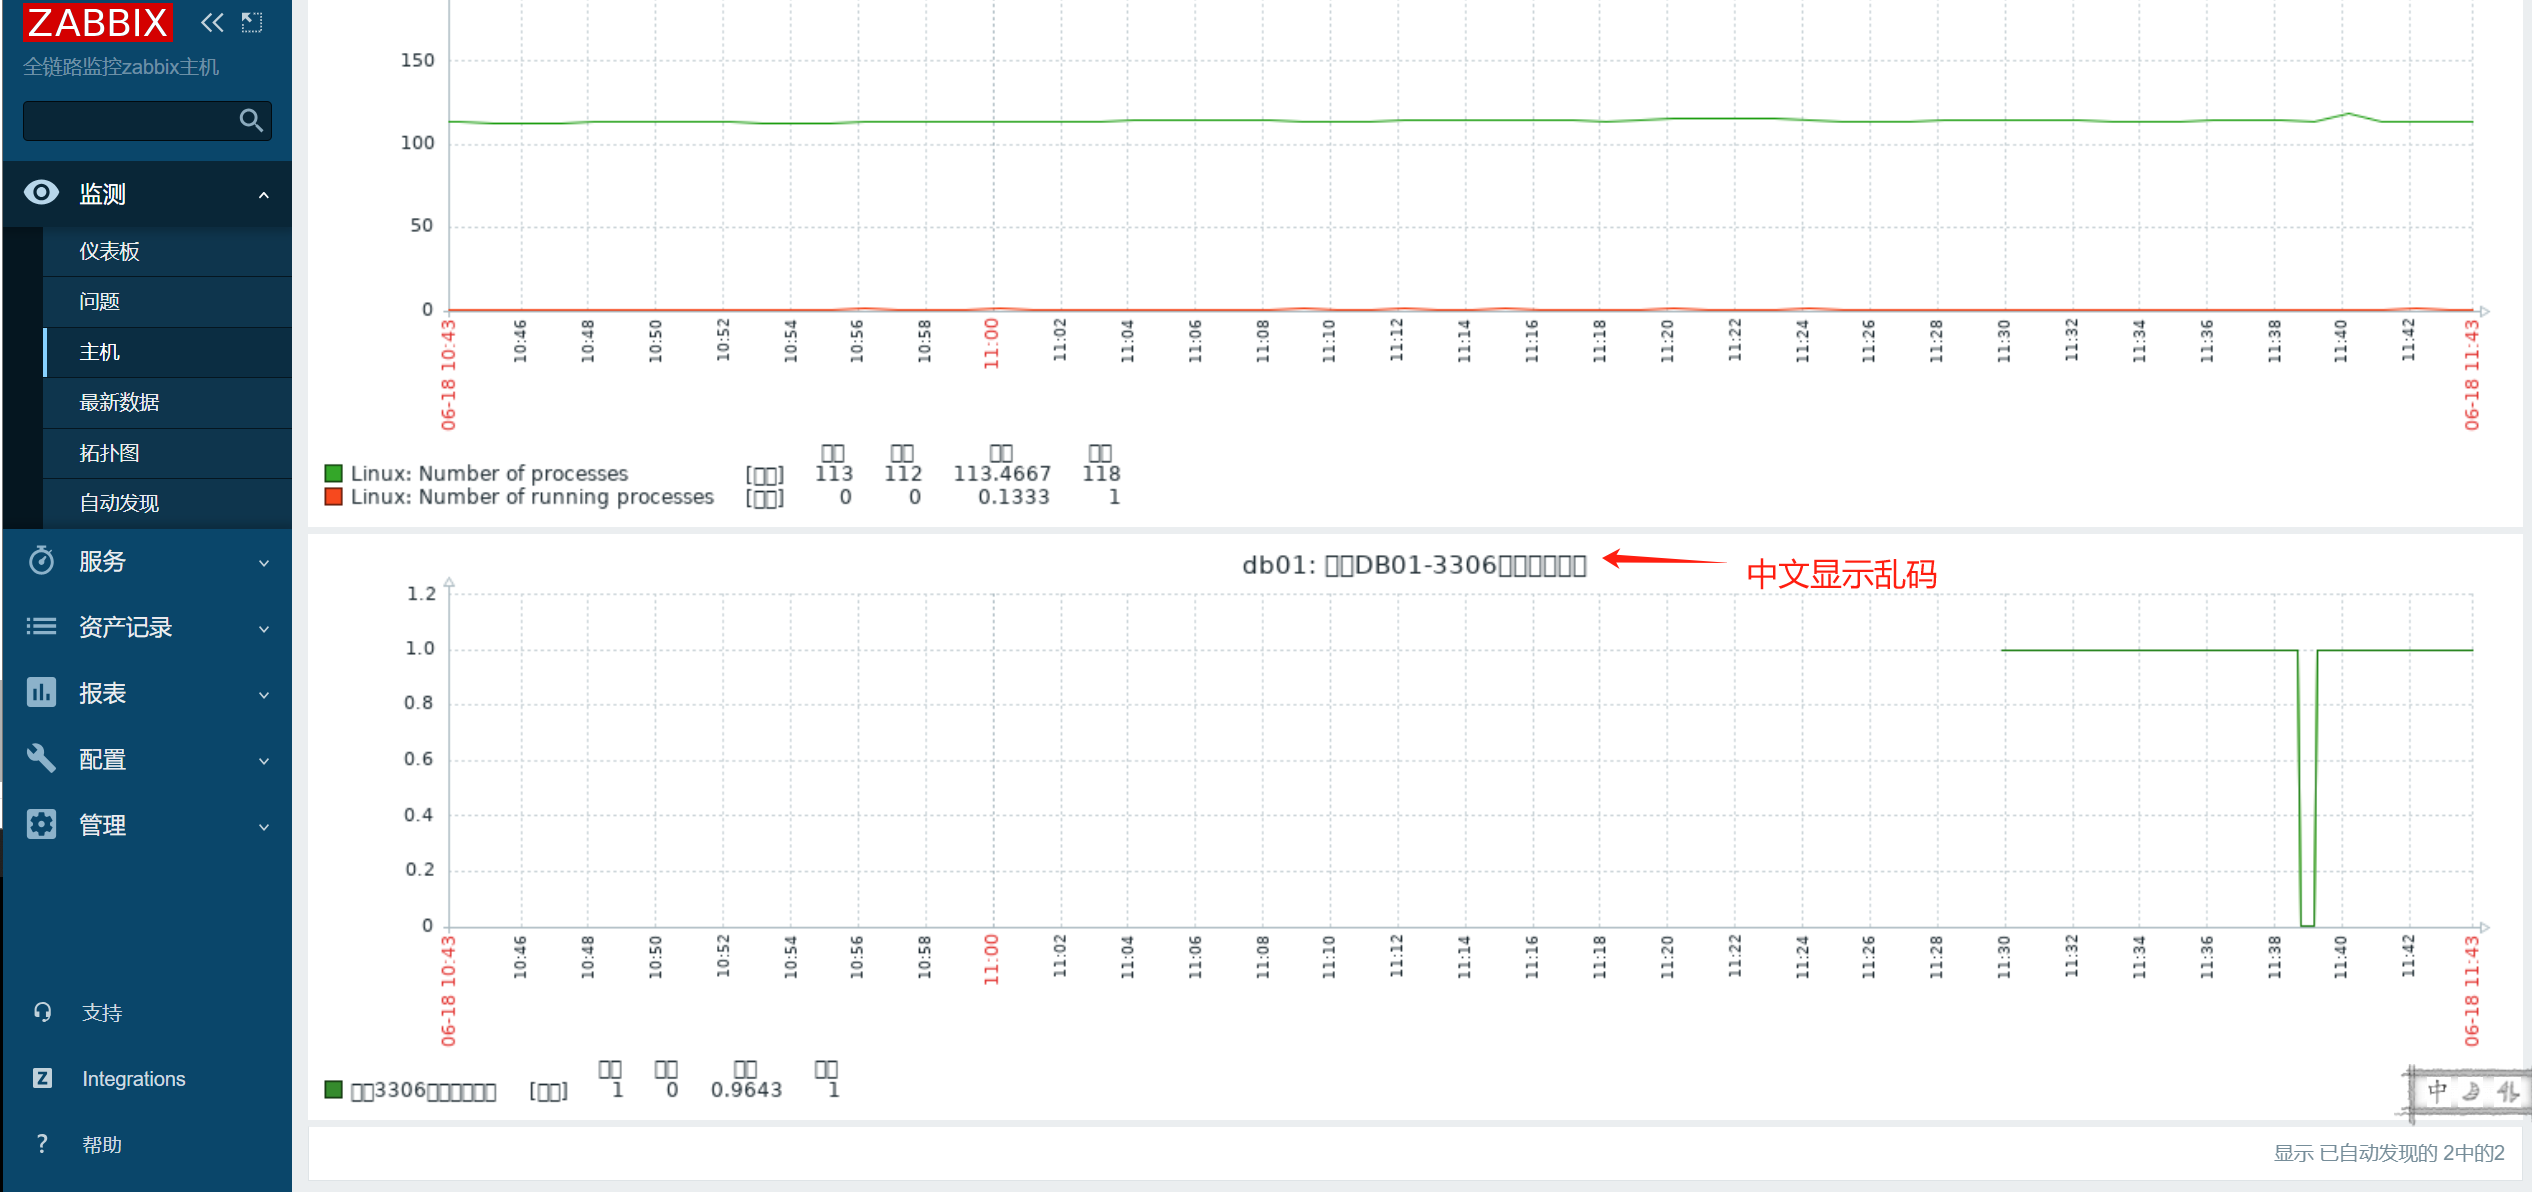 ZABBIX
全链路监控zabbix主机
监测
仪表板
问题
主机
最新数据
拓扑图
自动发现
服务
资产记录
报表
配置
管理
支持
Integrations
帮助
150
100
50
0
06-18 10:43
10:46
10:48
10:50
10:52
10:54
10:56
10:58
11:00
11:02
11:04
11:06
11:08
11:10
11:12
11:14
11:16
11:18
11:20
11:22
11:24
11:26
11:28
11:30
11:32
11:34
11:36
11:38
11:40
11:42
06-18 11:43
□□ □□ □□ □□
Linux: Number of processes [□□] 113 112 113.4667 118
Linux: Number of running processes [□□] 0 0 0.1333 1
db01: □□DB01-3306□□□□□□
中文显示乱码
1.2
1.0
0.8
0.6
0.4
0.2
0
06-18 10:43
10:46
10:48
10:50
10:52
10:54
10:56
10:58
11:00
11:02
11:04
11:06
11:08
11:10
11:12
11:14
11:16
11:18
11:20
11:22
11:24
11:26
11:28
11:30
11:32
11:34
11:36
11:38
11:40
11:42
06-18 11:43
□□ □□ □□ □□
□□3306□□□□□□ [□□] 1 0 0.9643 1
中
显示 已自动发现的 2中的2